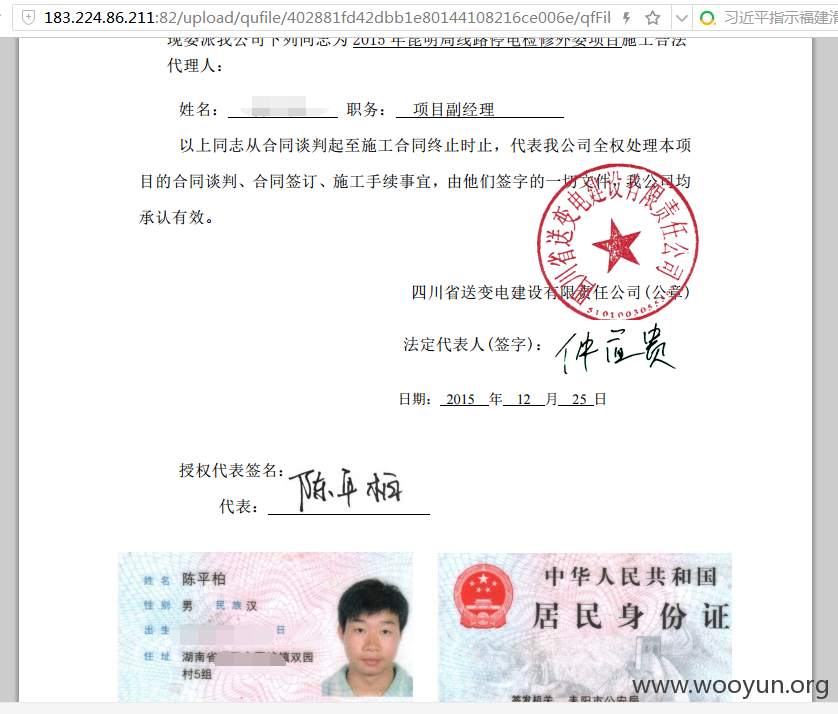 183.224.86.211:82/upload/qufile/402881fd42dbb1e80144108216ce006e/qfFil
习近平指示福建
现委派我公司下列同志为 2015 年昆明局线路停电检修外委项目施工合法
代理人：
姓名： 职务： 项目副经理
以上同志从合同谈判起至施工合同终止时止，代表我公司全权处理本项
目的合同谈判、合同签订、施工手续事宜，由他们签字的一切文件，我公司均
承认有效。
四川省送变电建设有限责任公司
四川省送变电建设有限责任公司(公章)
法定代表人(签字)：
日期： 2015 年 12 月 25 日
授权代表签名：
陈平柏
代表：
姓名 陈平柏
性别 男 民族 汉
出生 日
住址 湖南省 镇双园
村5组
中华人民共和国
居民身份证
签发机关 耒阳市公安局
www.wooyun.org